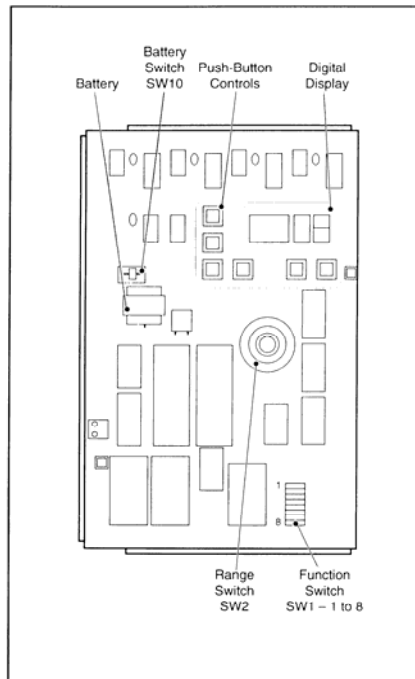 Battery
Battery
Switch
SW10
Push-Button
Controls
Digital
Display
1
8
Range
Switch
SW2
Function
Switch
SW1 – 1 to 8